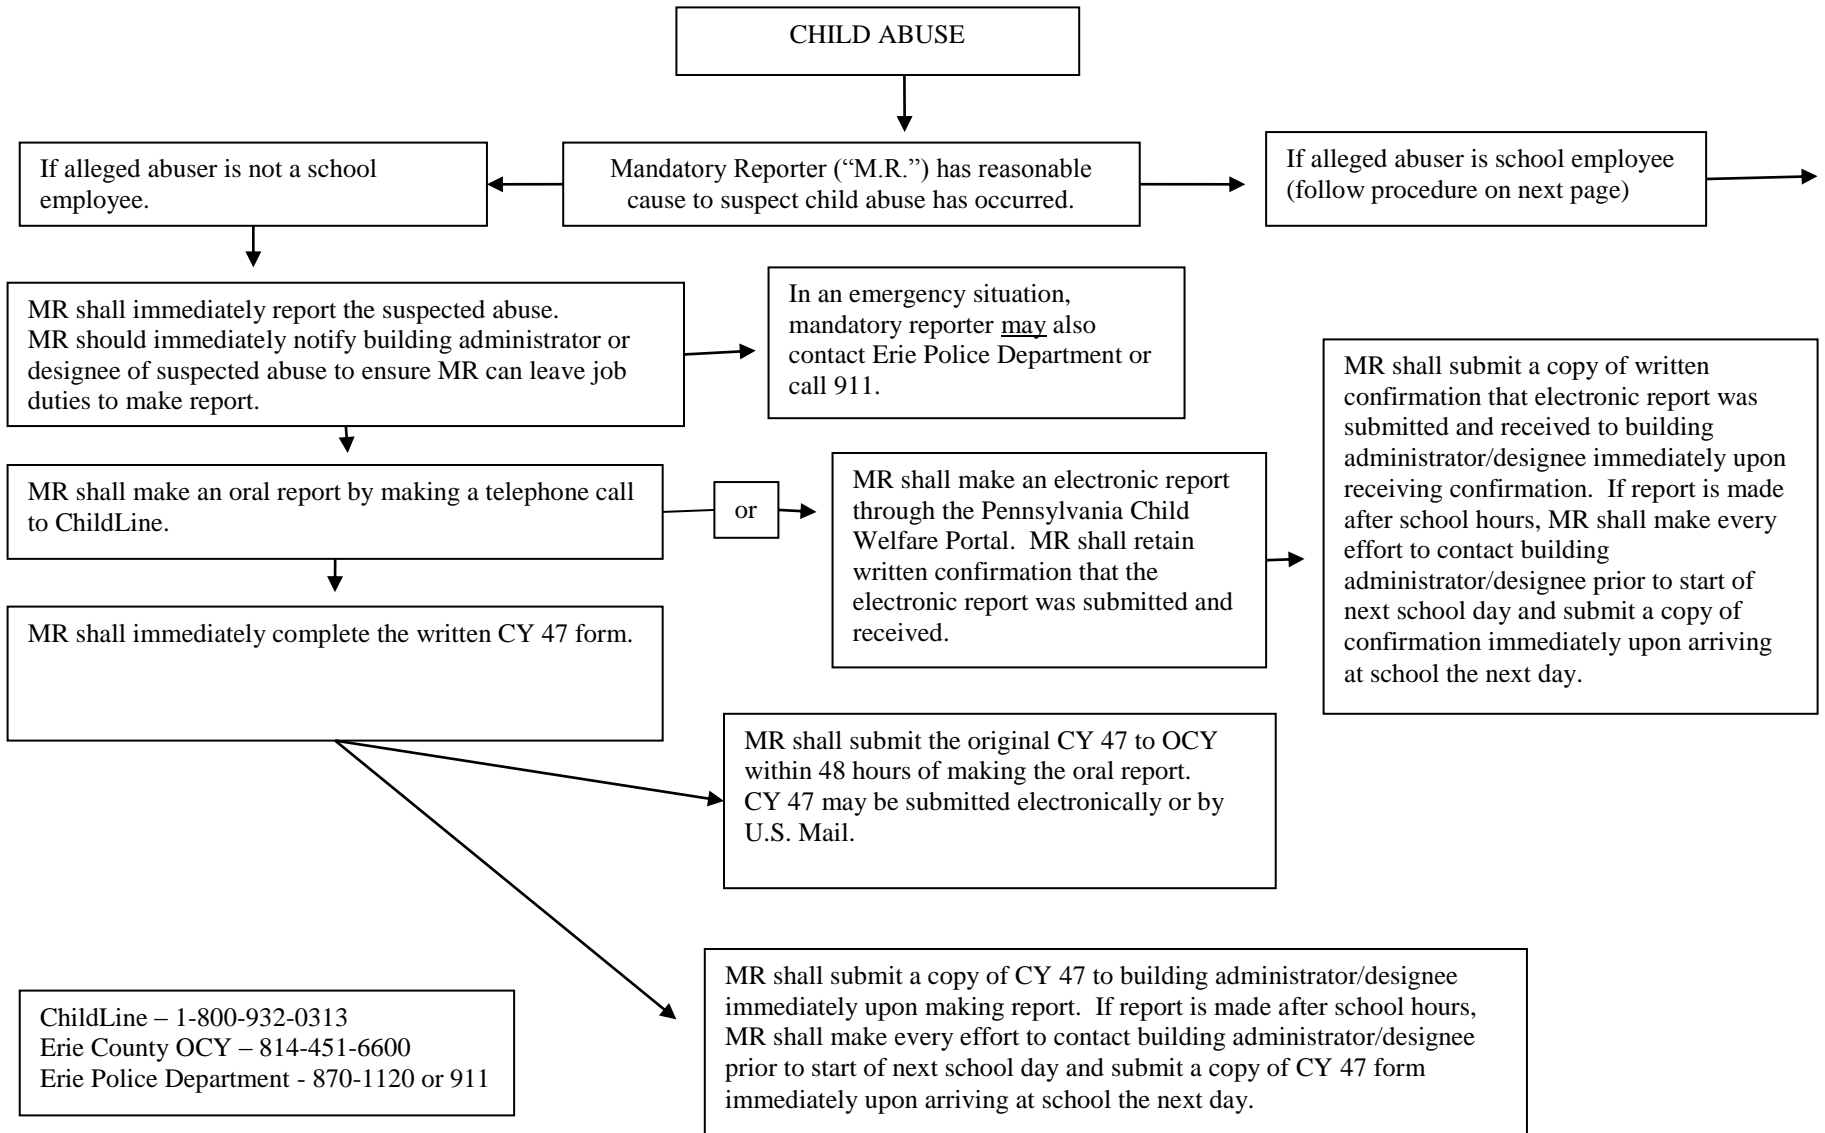 CHILD ABUSE
If alleged abuser is not a school
employee.
Mandatory Reporter (“M.R.”) has reasonable
cause to suspect child abuse has occurred.
If alleged abuser is school employee
(follow procedure on next page)
MR shall immediately report the suspected abuse.
MR should immediately notify building administrator or
designee of suspected abuse to ensure MR can leave job
duties to make report.
In an emergency situation,
mandatory reporter may also
contact Erie Police Department or
call 911.
MR shall make an oral report by making a telephone call
to ChildLine.
or
MR shall make an electronic report
through the Pennsylvania Child
Welfare Portal.  MR shall retain
written confirmation that the
electronic report was submitted and
received.
MR shall submit a copy of written
confirmation that electronic report was
submitted and received to building
administrator/designee immediately upon
receiving confirmation.  If report is made
after school hours, MR shall make every
effort to contact building
administrator/designee prior to start of
next school day and submit a copy of
confirmation immediately upon arriving
at school the next day.
MR shall immediately complete the written CY 47 form.
MR shall submit the original CY 47 to OCY
within 48 hours of making the oral report.
CY 47 may be submitted electronically or by
U.S. Mail.
MR shall submit a copy of CY 47 to building administrator/designee
immediately upon making report.  If report is made after school hours,
MR shall make every effort to contact building administrator/designee
prior to start of next school day and submit a copy of CY 47 form
immediately upon arriving at school the next day.
ChildLine – 1-800-932-0313
Erie County OCY – 814-451-6600
Erie Police Department - 870-1120 or 911